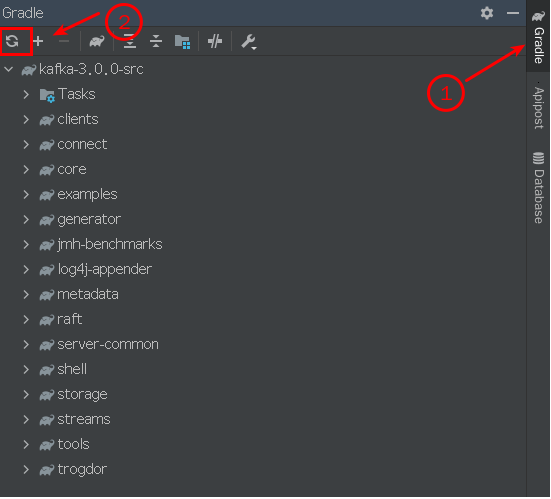 Gradle
2
kafka-3.0.0-src
Tasks
clients
connect
core
examples
generator
jmh-benchmarks
log4j-appender
metadata
raft
server-common
shell
storage
streams
tools
trogdor
1
Gradle
Apipost
Database